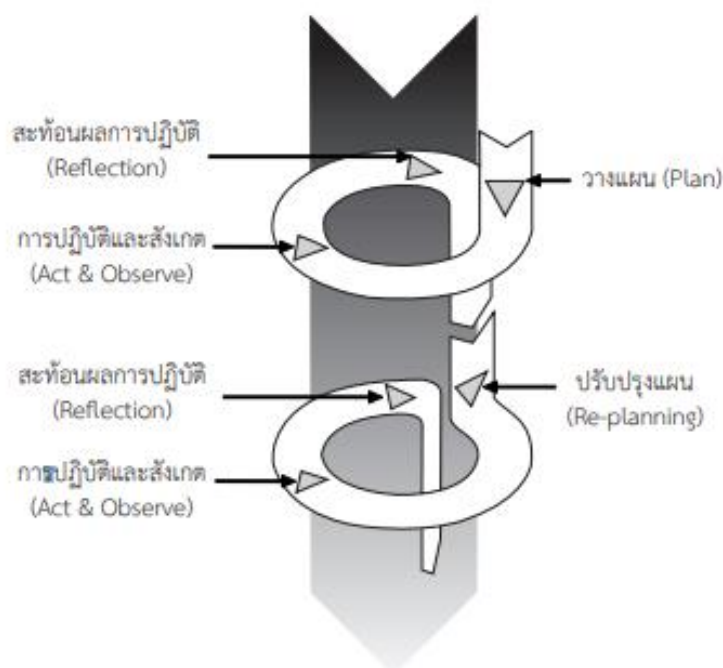 สะท้อนผลการปฏิบัติ
(Reflection)
วางแผน (Plan)
การปฏิบัติและสังเกต
(Act & Observe)
สะท้อนผลการปฏิบัติ
(Reflection)
ปรับปรุงแผน
(Re-planning)
การปฏิบัติและสังเกต
(Act & Observe)